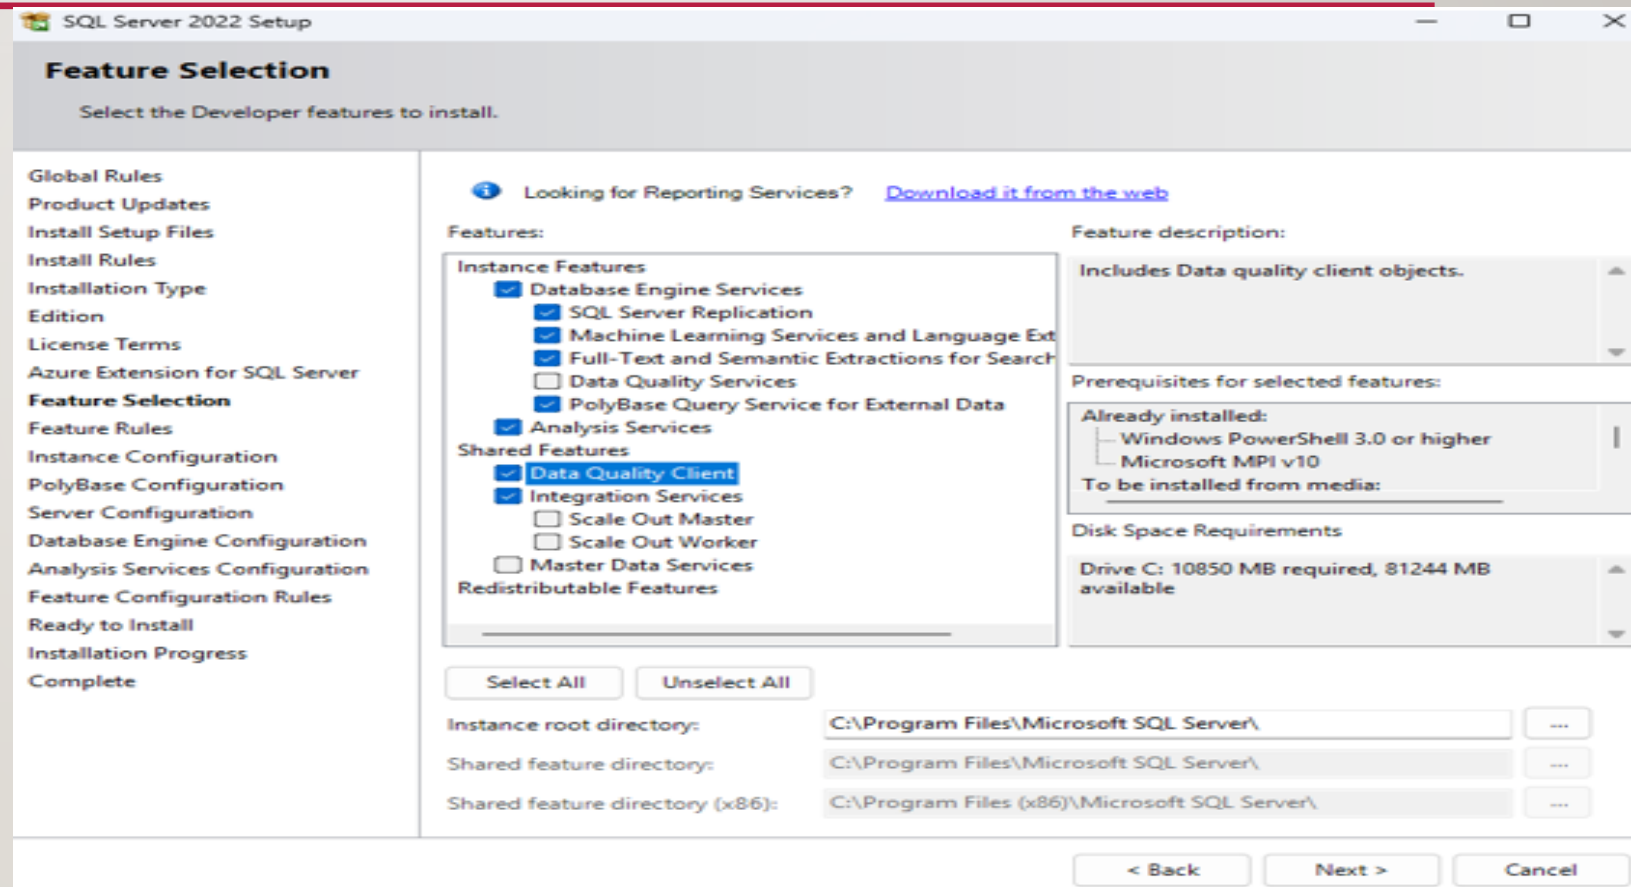 SQL Server 2022 Setup
Feature Selection
Select the Developer features to install.
Global Rules
Product Updates
Install Setup Files
Install Rules
Installation Type
Edition
License Terms
Azure Extension for SQL Server
Feature Selection
Feature Rules
Instance Configuration
PolyBase Configuration
Server Configuration
Database Engine Configuration
Analysis Services Configuration
Feature Configuration Rules
Ready to Install
Installation Progress
Complete
Looking for Reporting Services? Download it from the web
Features:
Instance Features
Database Engine Services
SQL Server Replication
Machine Learning Services and Language Ext
Full-Text and Semantic Extractions for Search
Data Quality Services
PolyBase Query Service for External Data
Analysis Services
Shared Features
Data Quality Client
Integration Services
Scale Out Master
Scale Out Worker
Master Data Services
Redistributable Features
Feature description:
Includes Data quality client objects.
Prerequisites for selected features:
Already installed:
Windows PowerShell 3.0 or higher
Microsoft MPI v10
To be installed from media:
Disk Space Requirements
Drive C: 10850 MB required, 81244 MB
available
Select All
Unselect All
Instance root directory: C:\Program Files\Microsoft SQL Server\ ...
Shared feature directory: C:\Program Files\Microsoft SQL Server\ ...
Shared feature directory (x86): C:\Program Files (x86)\Microsoft SQL Server\ ...
< Back
Next >
Cancel